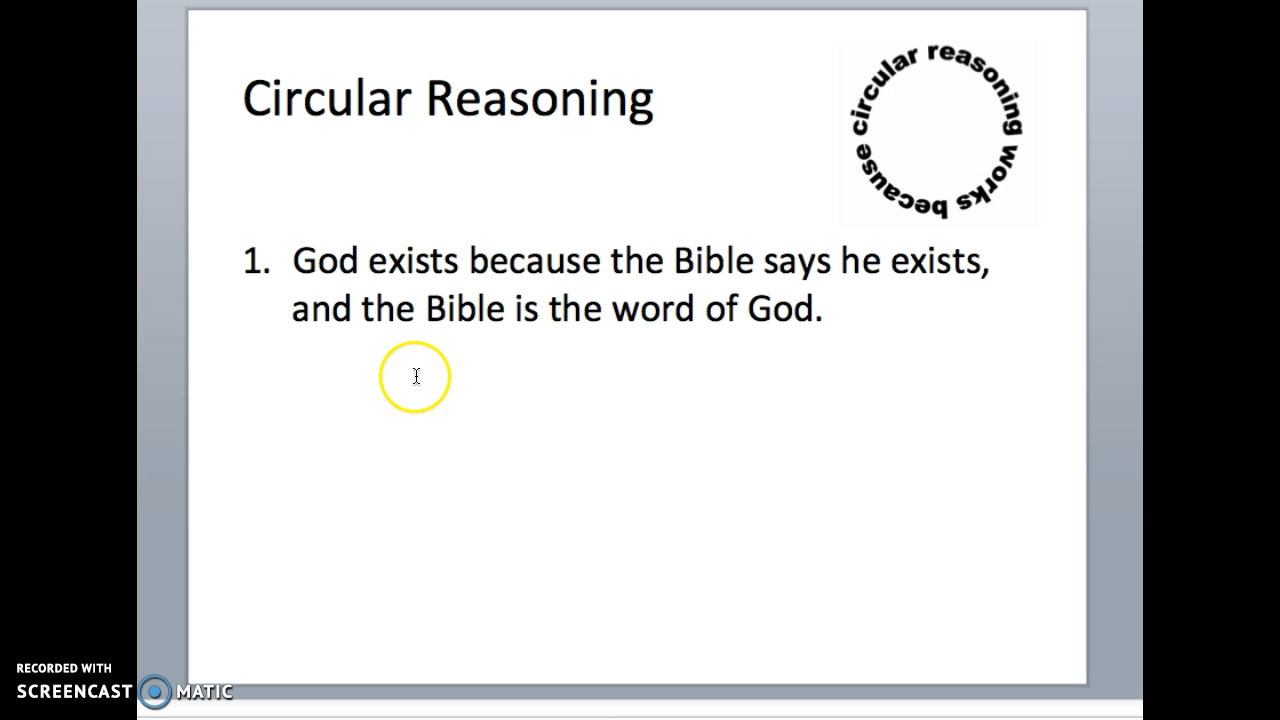 Circular Reasoning
circular reasoning works because
1. God exists because the Bible says he exists,
and the Bible is the word of God.
RECORDED WITH
SCREENCAST MATIC